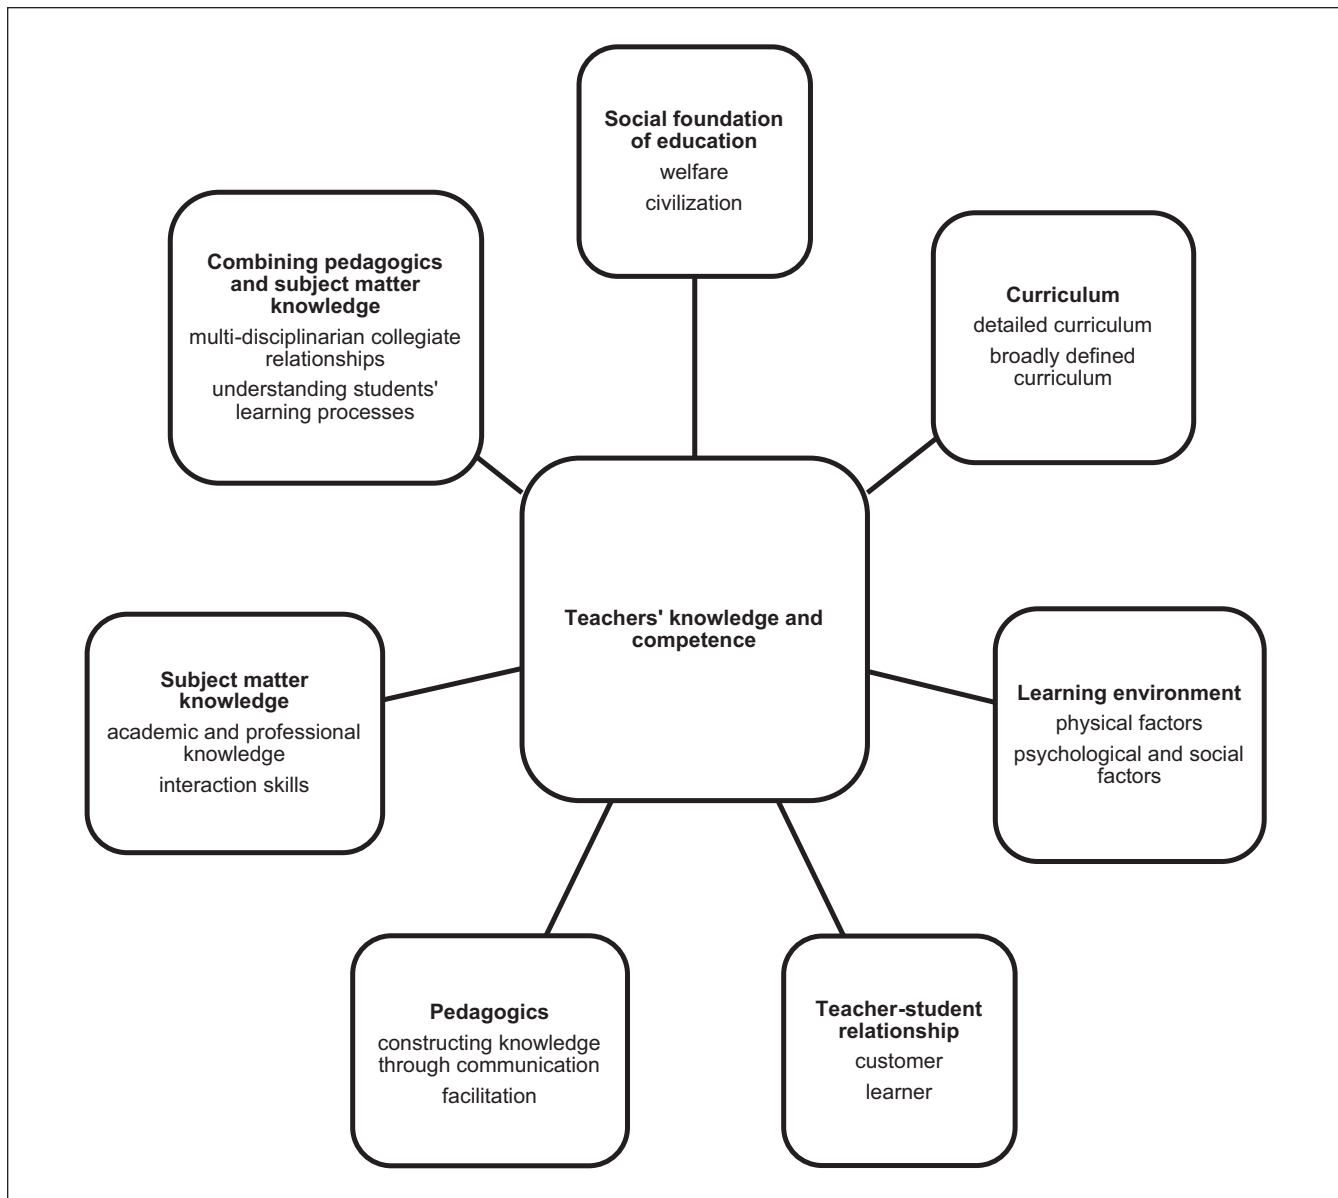 Social foundation
of education
welfare
civilization
Combining pedagogics
and subject matter
knowledge
multi-disciplinarian collegiate
relationships
understanding students'
learning processes
Curriculum
detailed curriculum
broadly defined
curriculum
Teachers' knowledge and
competence
Subject matter
knowledge
academic and professional
knowledge
interaction skills
Learning environment
physical factors
psychological and social
factors
Pedagogics
constructing knowledge
through communication
facilitation
Teacher-student
relationship
customer
learner